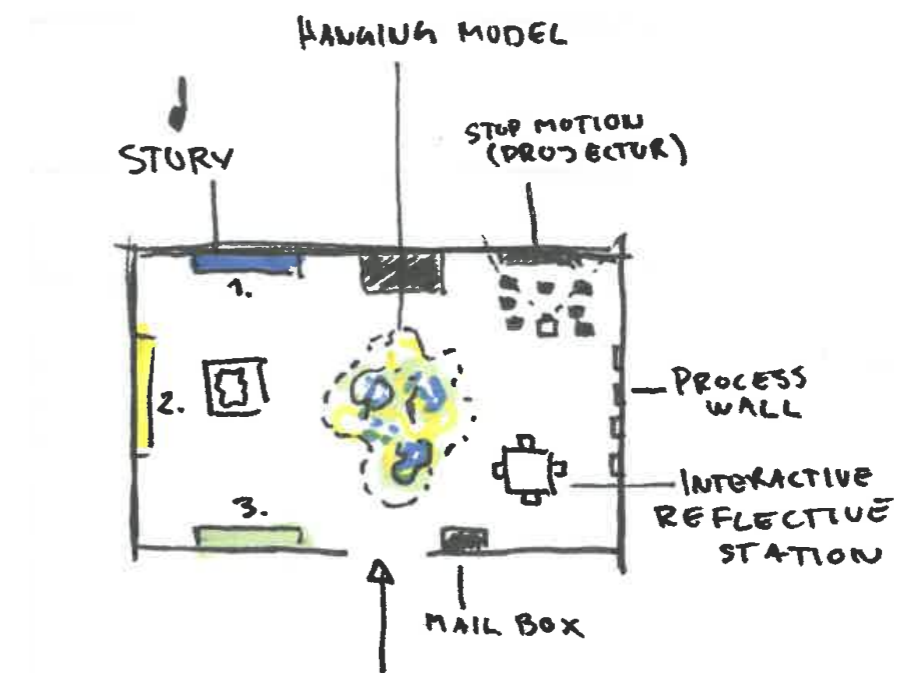 HANGING MODEL
STORY
STOP MOTION
(PROJECTOR)
1.
2.
3.
PROCESS
WALL
INTERACTIVE
REFLECTIVE
STATION
MAIL BOX